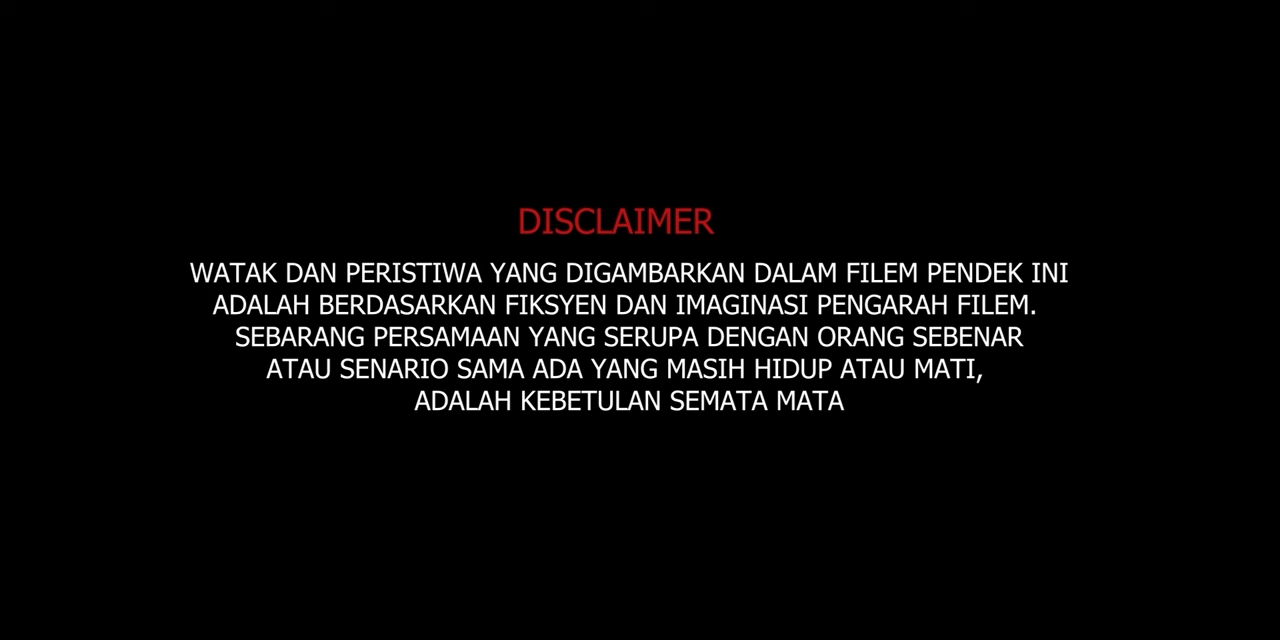 DISCLAIMER
WATAK DAN PERISTIWA YANG DIGAMBARKAN DALAM FILEM PENDEK INI
ADALAH BERDASARKAN FIKSYEN DAN IMAGINASI PENGARAH FILEM.
SEBARANG PERSAMAAN YANG SERUPA DENGAN ORANG SEBENAR
ATAU SENARIO SAMA ADA YANG MASIH HIDUP ATAU MATI,
ADALAH KEBETULAN SEMATA MATA